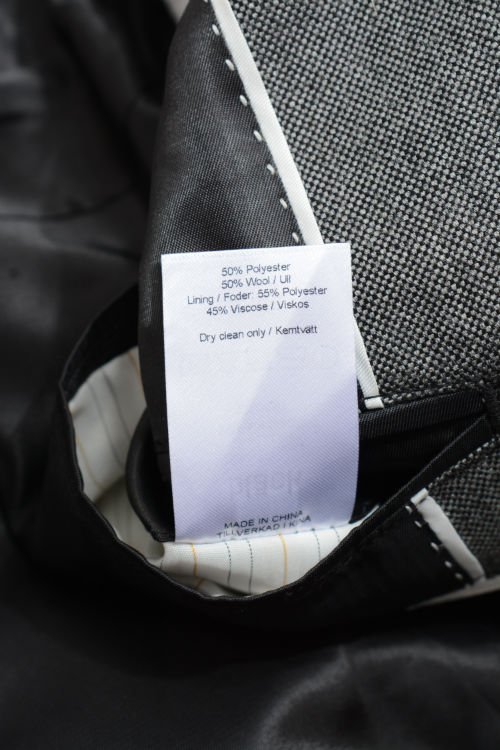 50% Polyester
50% Wool / Ull
Lining / Foder: 55% Polyester
45% Viscose / Viskos
Dry clean only / Kemtvätt
MADE IN CHINA
TILLVERKAD I KINA